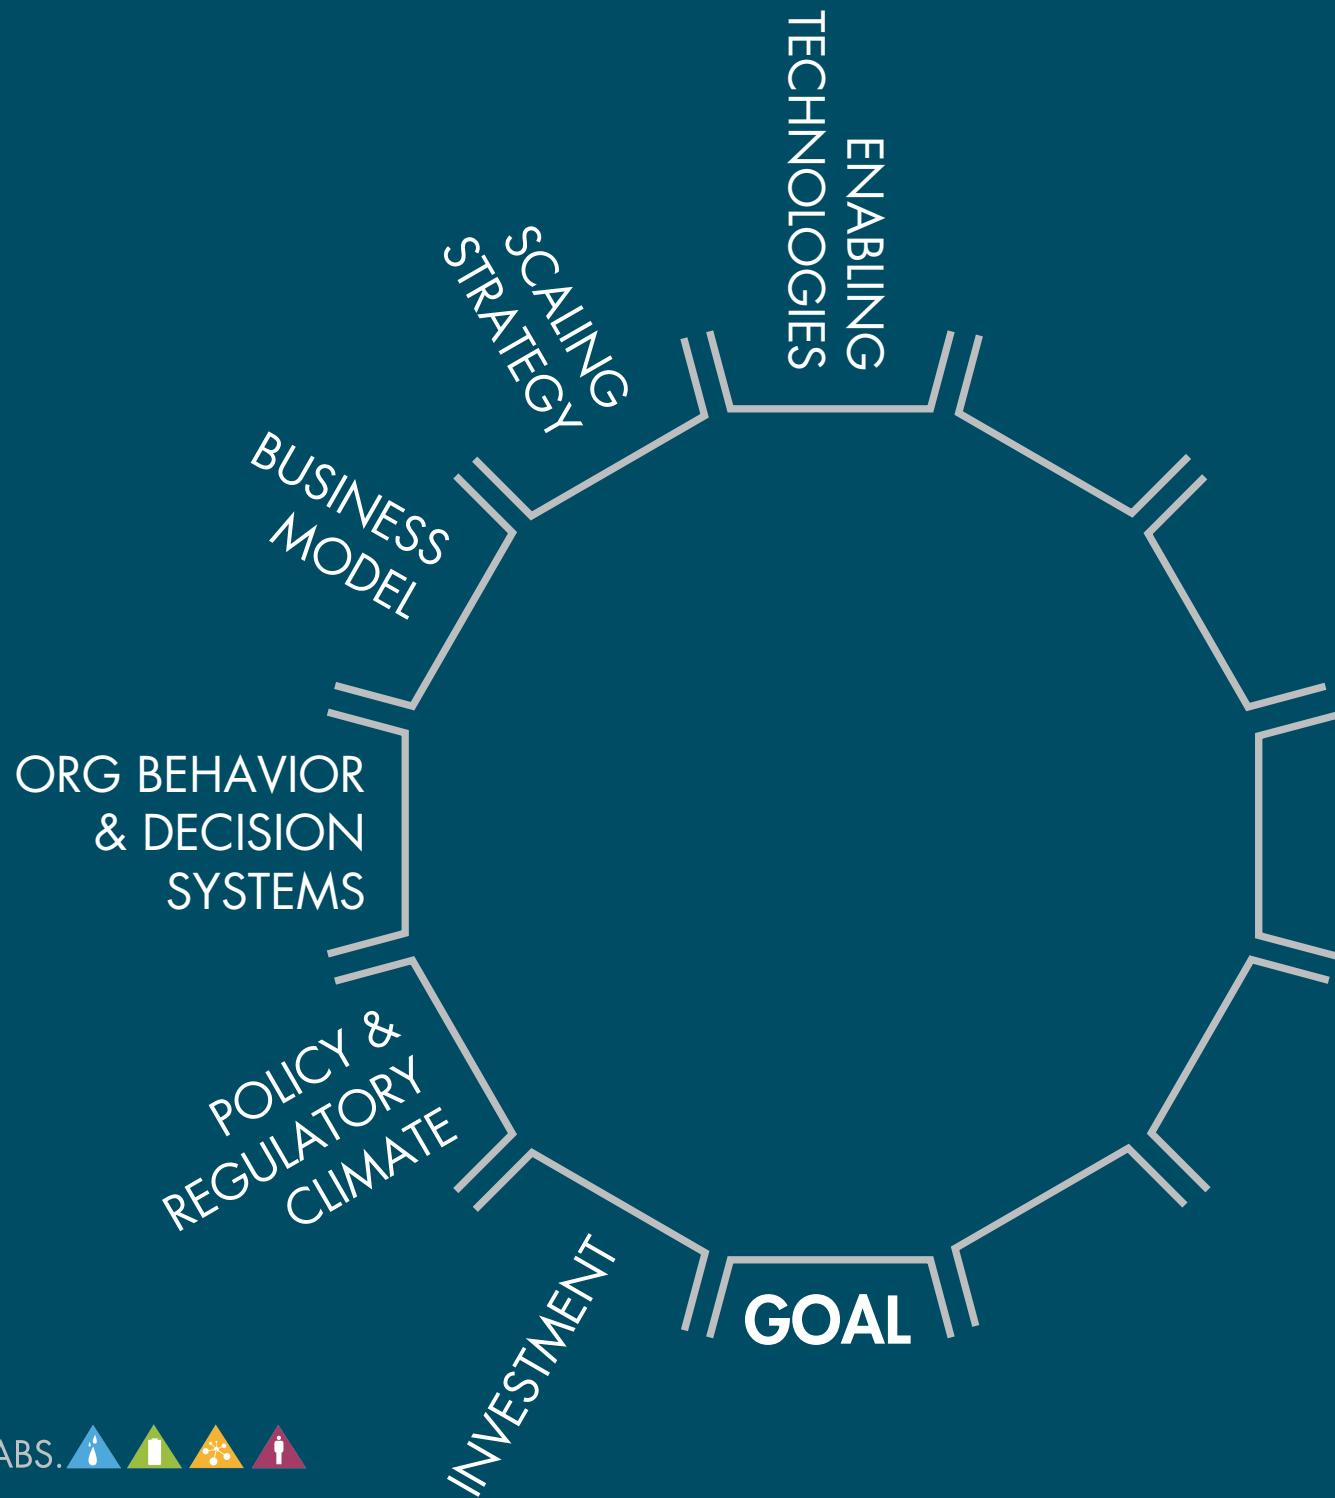 ENABLING
TECHNOLOGIES
SCALING
STRATEGY
BUSINESS
MODEL
ORG BEHAVIOR
& DECISION
SYSTEMS
POLICY &
REGULATORY
CLIMATE
INVESTMENT
GOAL
ABS.